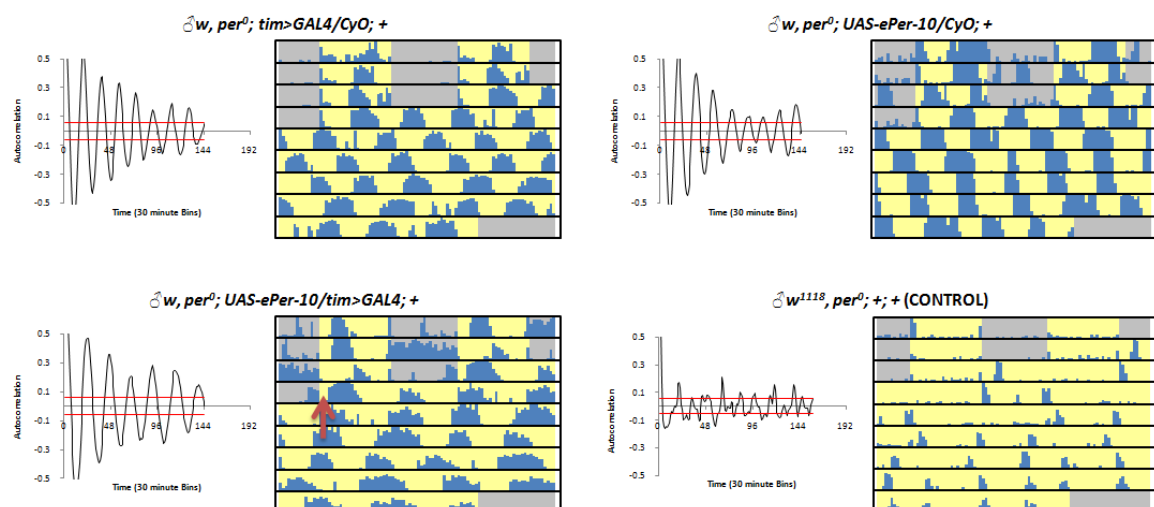 ♂w, per⁰; tim>GAL4/CyO; +
♂w, per⁰; UAS-ePer-10/CyO; +
0.5
0.3
0.1
-0.1
-0.3
-0.5
Autocorrelation
0 48 96 144 192
Time (30 minute Bins)
0.5
0.3
0.1
-0.1
-0.3
-0.5
Autocorrelation
0 48 96 144 192
Time (30 minute Bins)
♂w, per⁰; UAS-ePer-10/tim>GAL4; +
♂w¹¹¹⁸, per⁰; +; + (CONTROL)
0.5
0.3
0.1
-0.1
-0.3
-0.5
Autocorrelation
0 48 96 144 192
Time (30 minute Bins)
0.5
0.3
0.1
-0.1
-0.3
-0.5
Autocorrelation
0 48 96 144 192
Time (30 minute Bins)